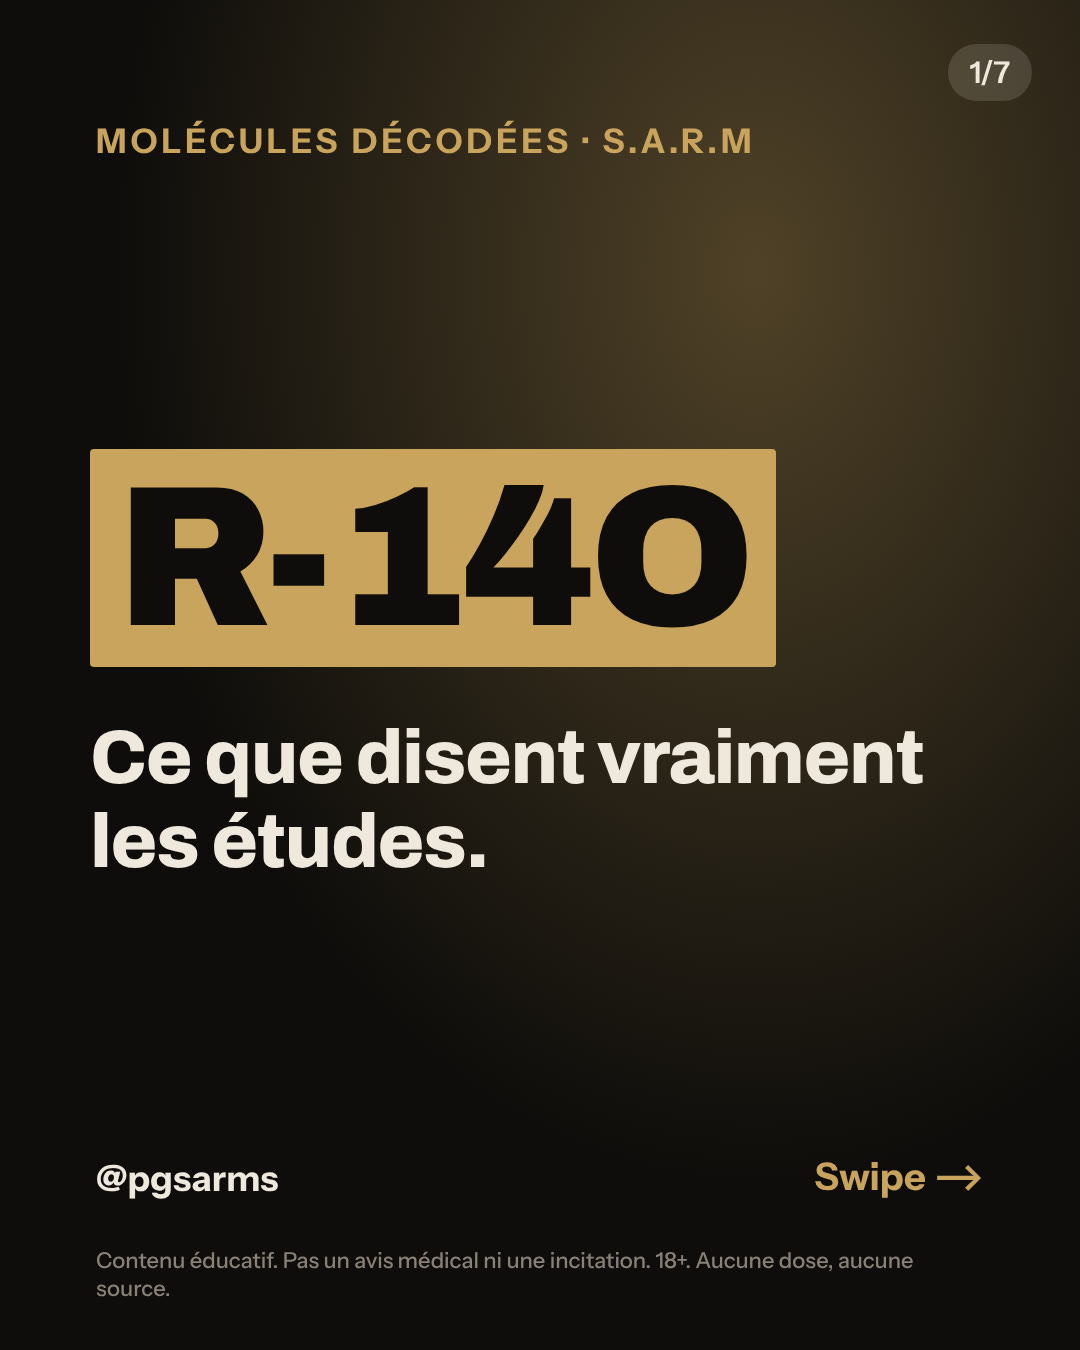 1/7
MOLÉCULES DÉCODÉES · S.A.R.M
R-140
Ce que disent vraiment
les études.
@pgsarms
Swipe →
Contenu éducatif. Pas un avis médical ni une incitation. 18+. Aucune dose, aucune
source.